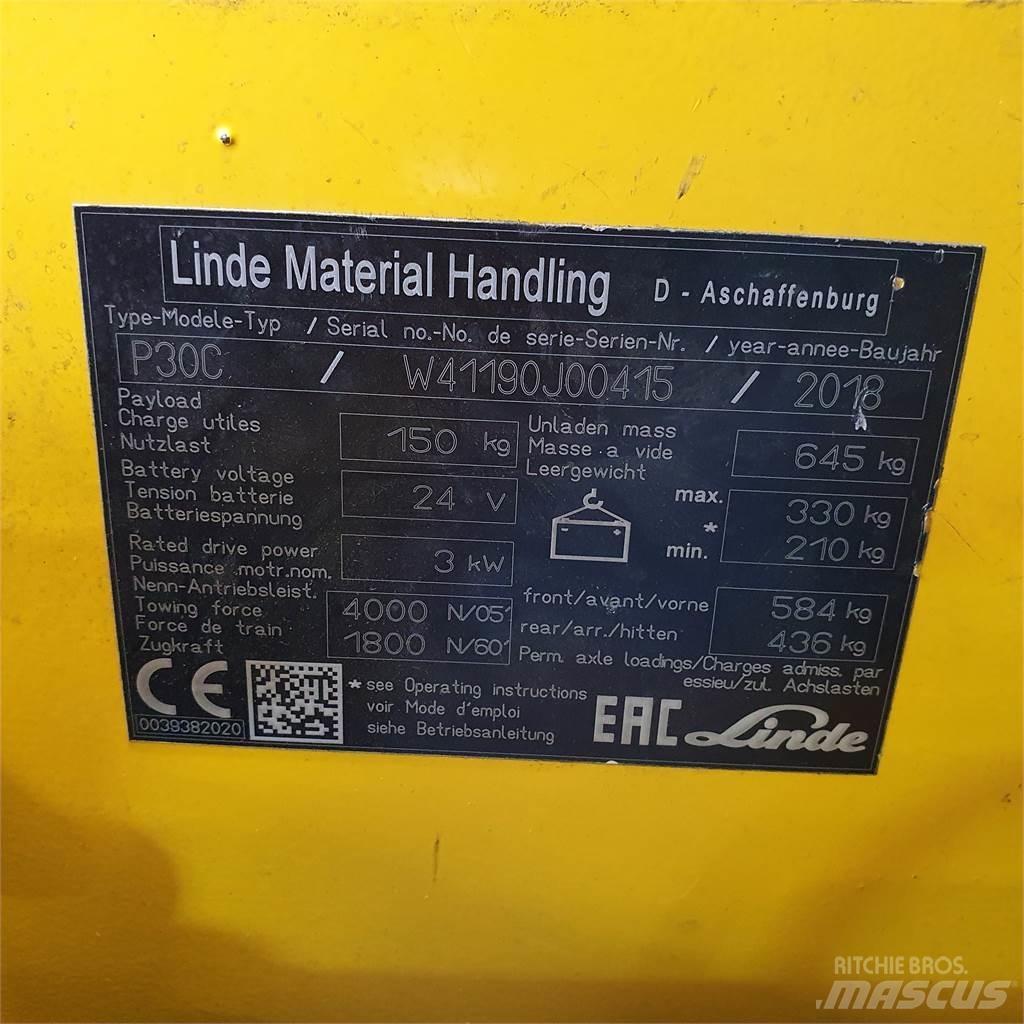 Linde Material Handling D - Aschaffenburg
Type-Modele-Typ / Serial no.-No. de serie-Serien-Nr. / year-annee-Baujahr
P30C / W41190J00415 / 2018
Payload
Charge utiles
Nutzlast
150 kg
Unladen mass
Masse a vide
Leergewicht
645 kg
Battery voltage
Tension batterie
Batteriespannung
24 V
max. 330 kg
*
min. 210 kg
Rated drive power
Puissance motr.nom.
Nenn-Antriebsleist.
3 kW
Towing force
Force de train
Zugkraft
4000 N/05'
1800 N/60'
front/avant/vorne 584 kg
rear/arr./hitten 436 kg
Perm. axle loadings/Charges admiss. par
essieu/zul. Achslasten
CE
0039382020
* see Operating instructions
voir Mode d'emploi
siehe Betriebsanleitung
EAC Linde
RITCHIE BROS.
MASCUS